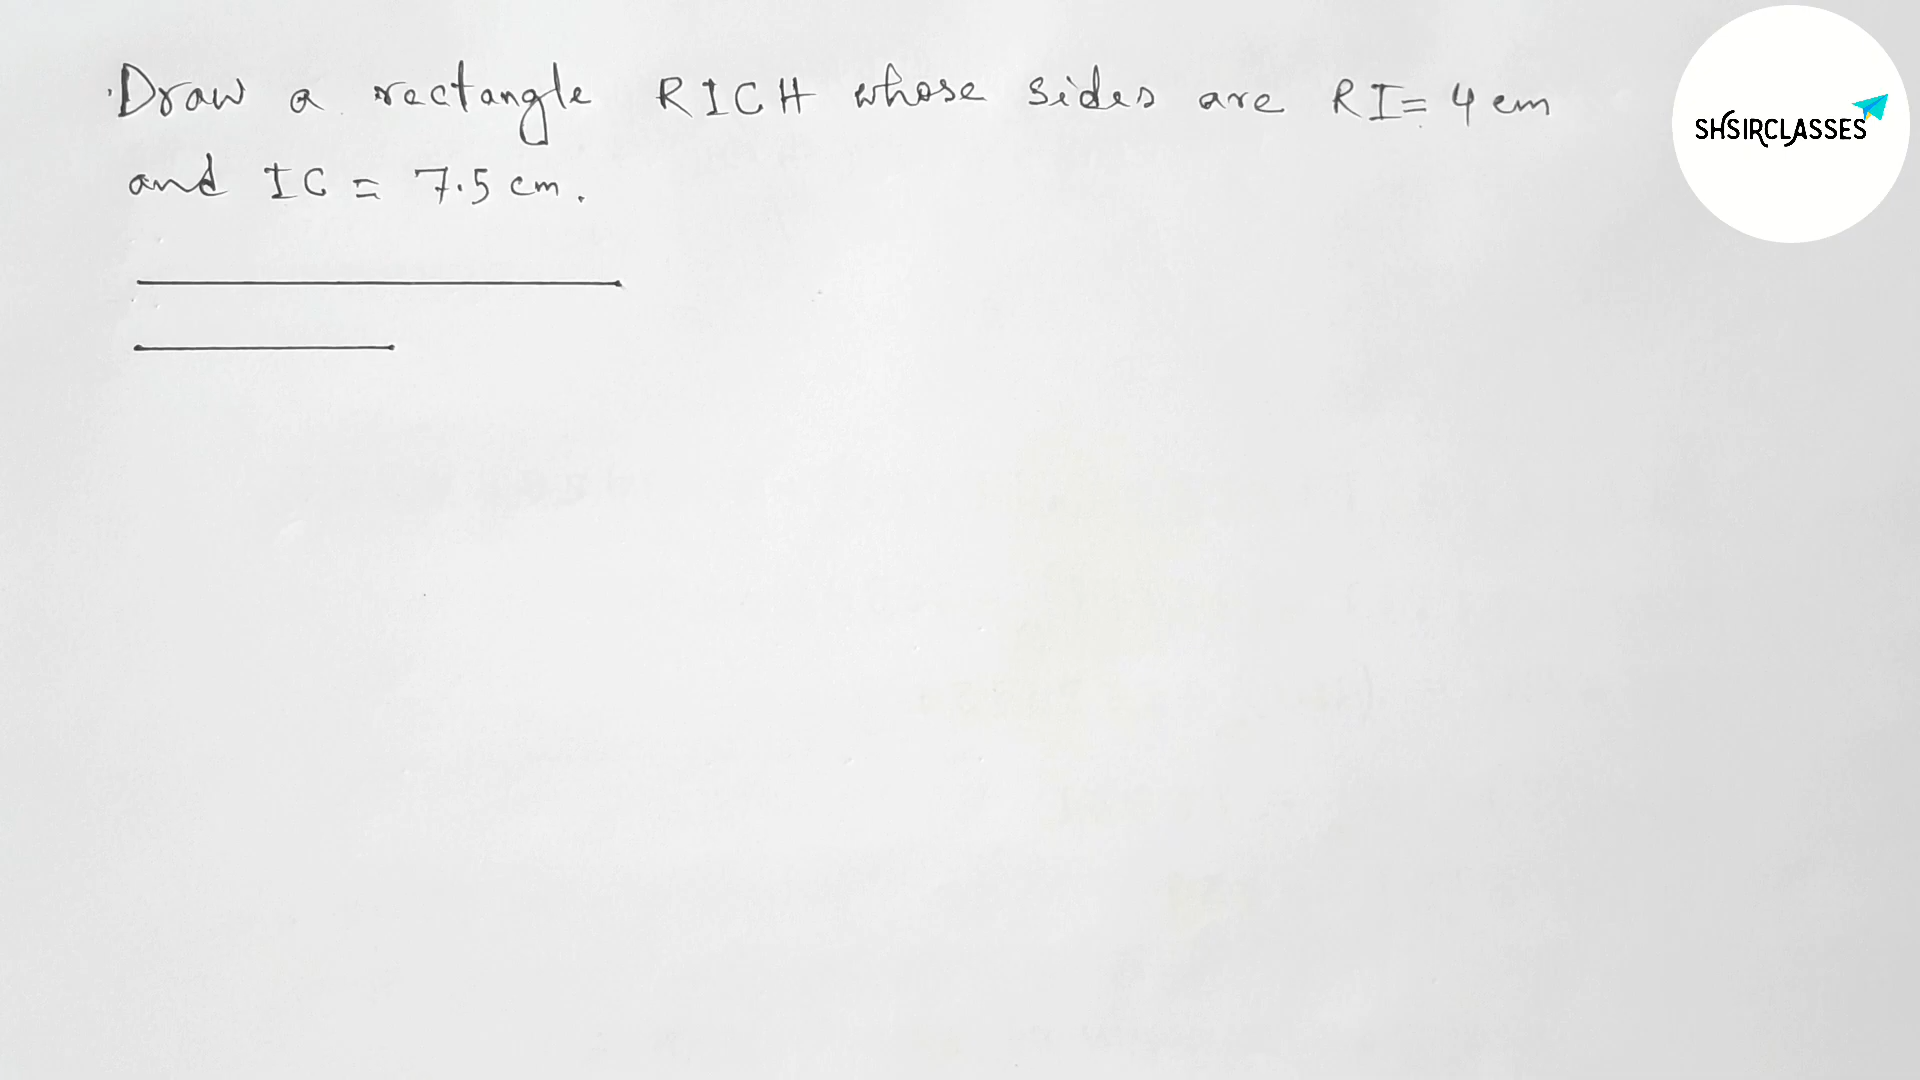 Draw a rectangle RICH whose sides are RI = 4 cm
and IC = 7.5 cm.
SHSIRCLASSES